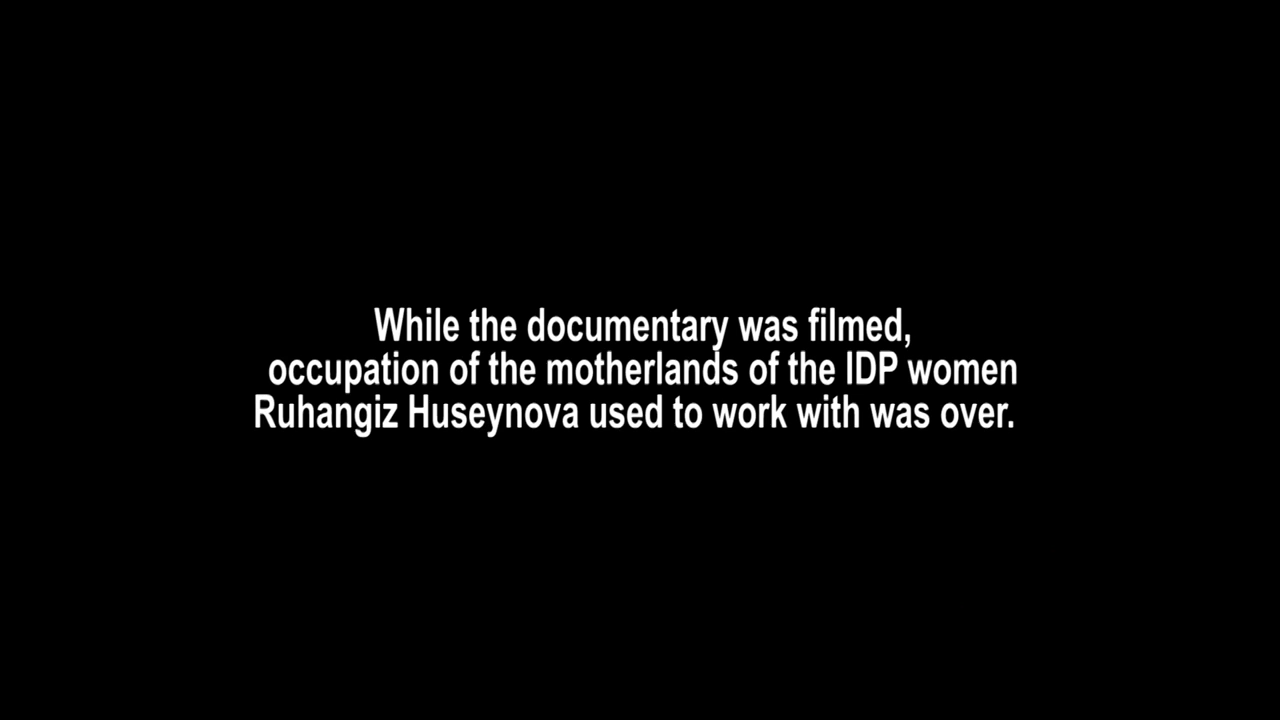 While the documentary was filmed,
occupation of the motherlands of the IDP women
Ruhangiz Huseynova used to work with was over.